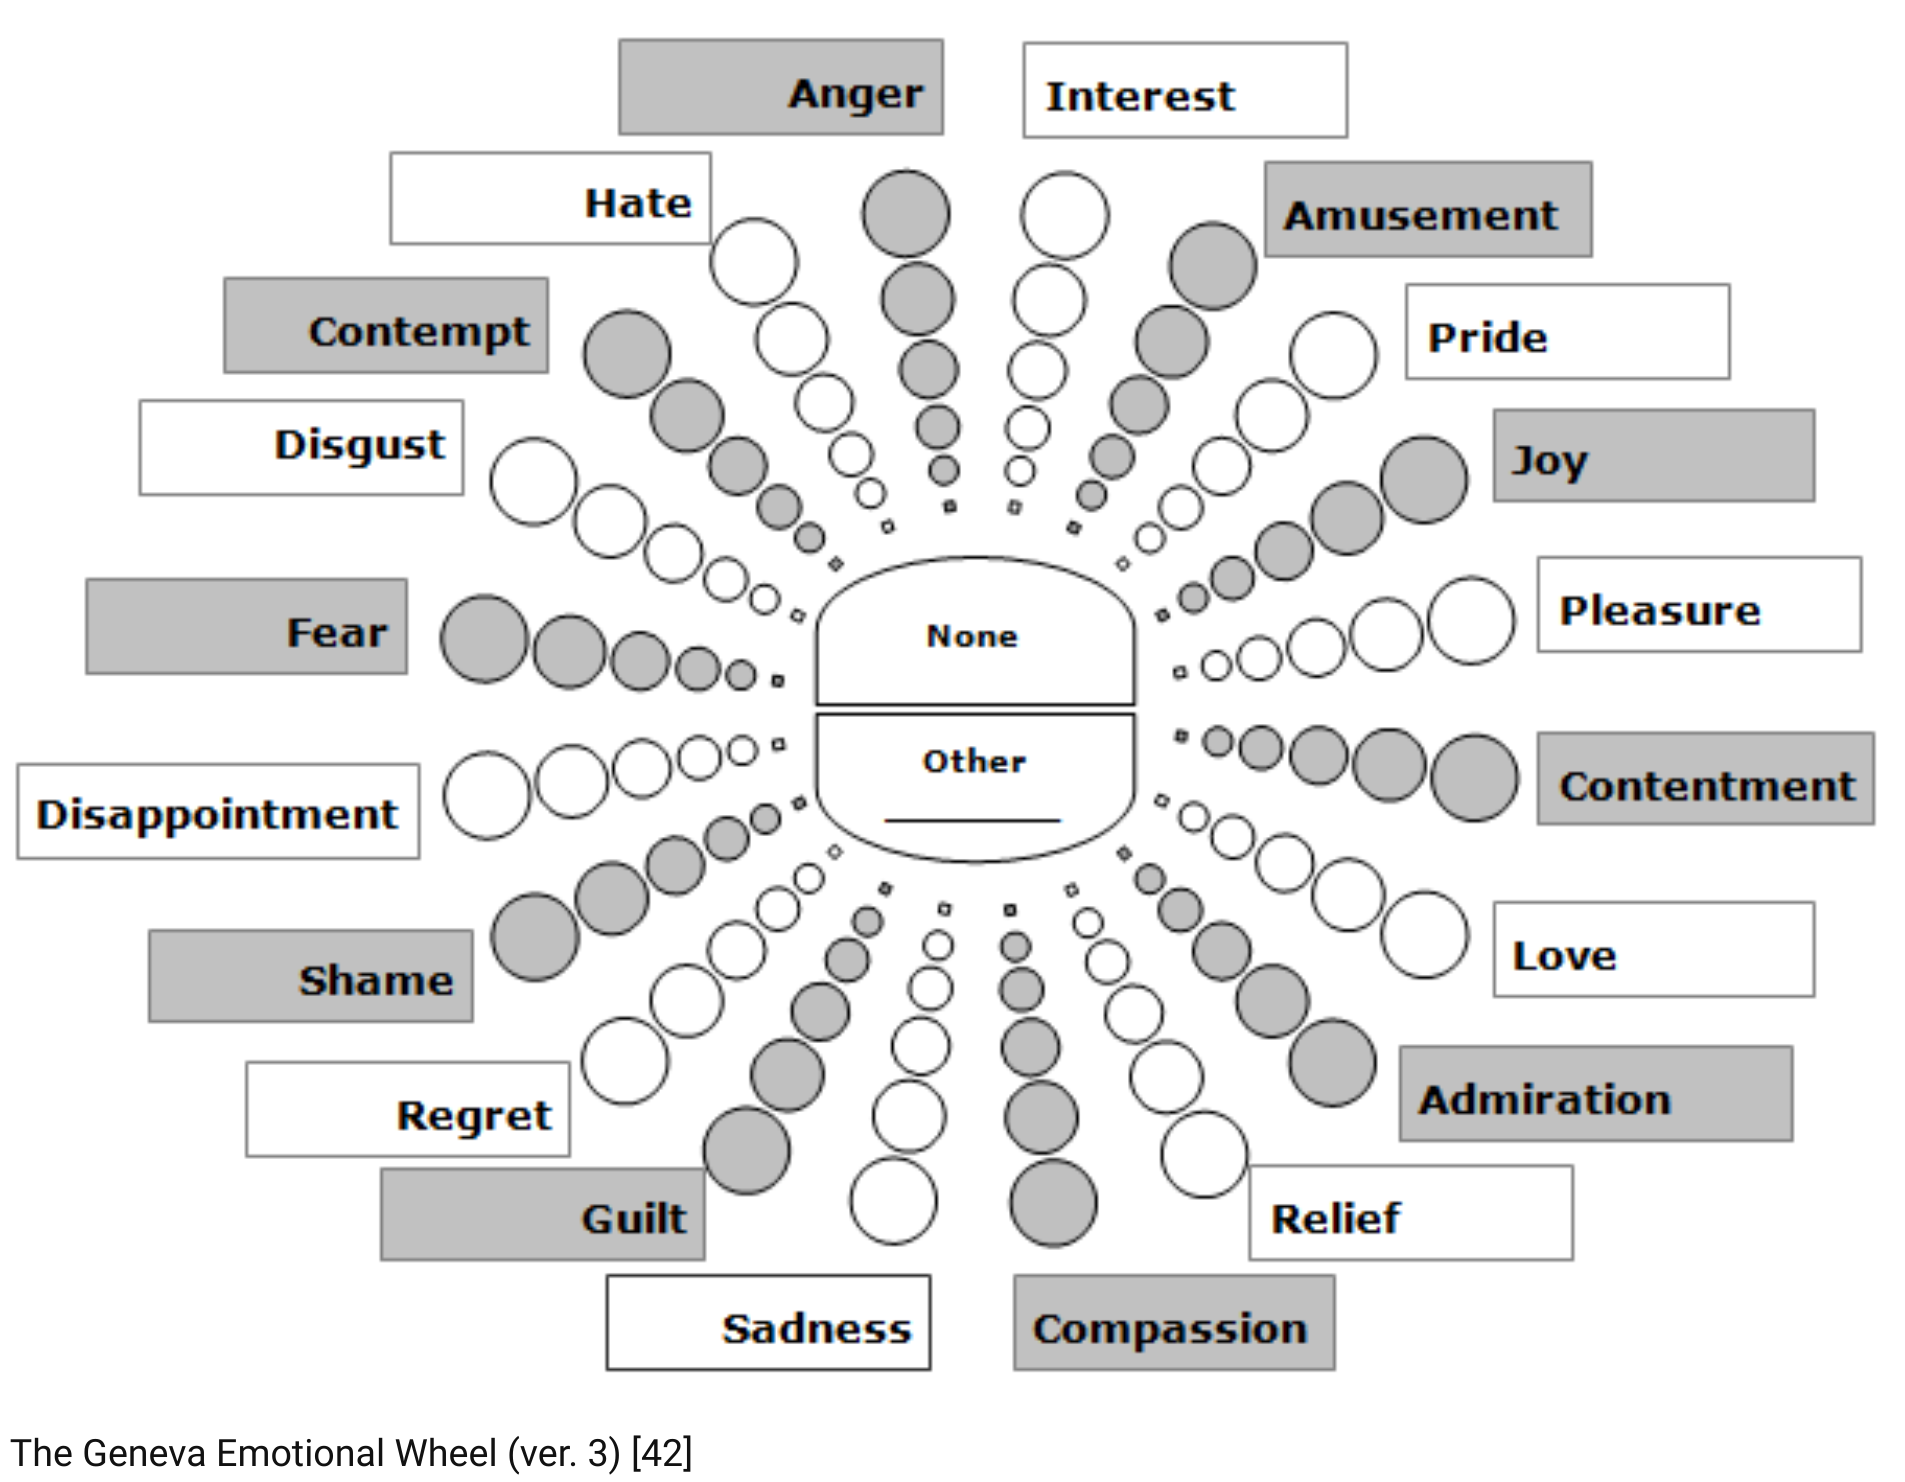 Anger
Interest
Hate
Amusement
Contempt
Pride
Disgust
Joy
Fear
Pleasure
None
Other
Disappointment
Contentment
Shame
Love
Regret
Admiration
Guilt
Relief
Sadness
Compassion
The Geneva Emotional Wheel (ver. 3) [42]